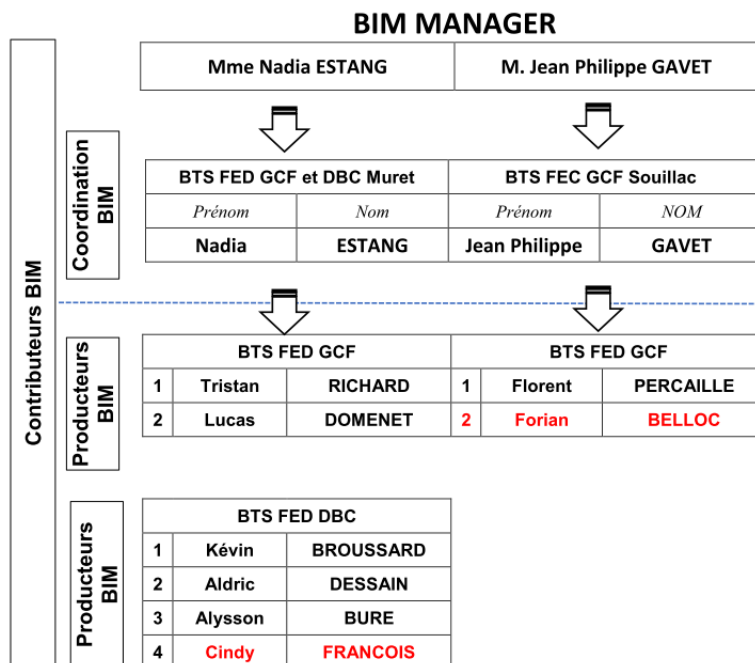 BIM MANAGER
Mme Nadia ESTANG M. Jean Philippe GAVET
Contributeurs BIM
Coordination BIM
BTS FED GCF et DBC Muret BTS FEC GCF Souillac
Prénom Nom Prénom NOM
Nadia ESTANG Jean Philippe GAVET
Producteurs BIM
BTS FED GCF BTS FED GCF
1 Tristan RICHARD 1 Florent PERCAILLE
2 Lucas DOMENET 2 Forian BELLOC
Producteurs BIM
BTS FED DBC
1 Kévin BROUSSARD
2 Aldric DESSAIN
3 Alysson BURE
4 Cindy FRANCOIS